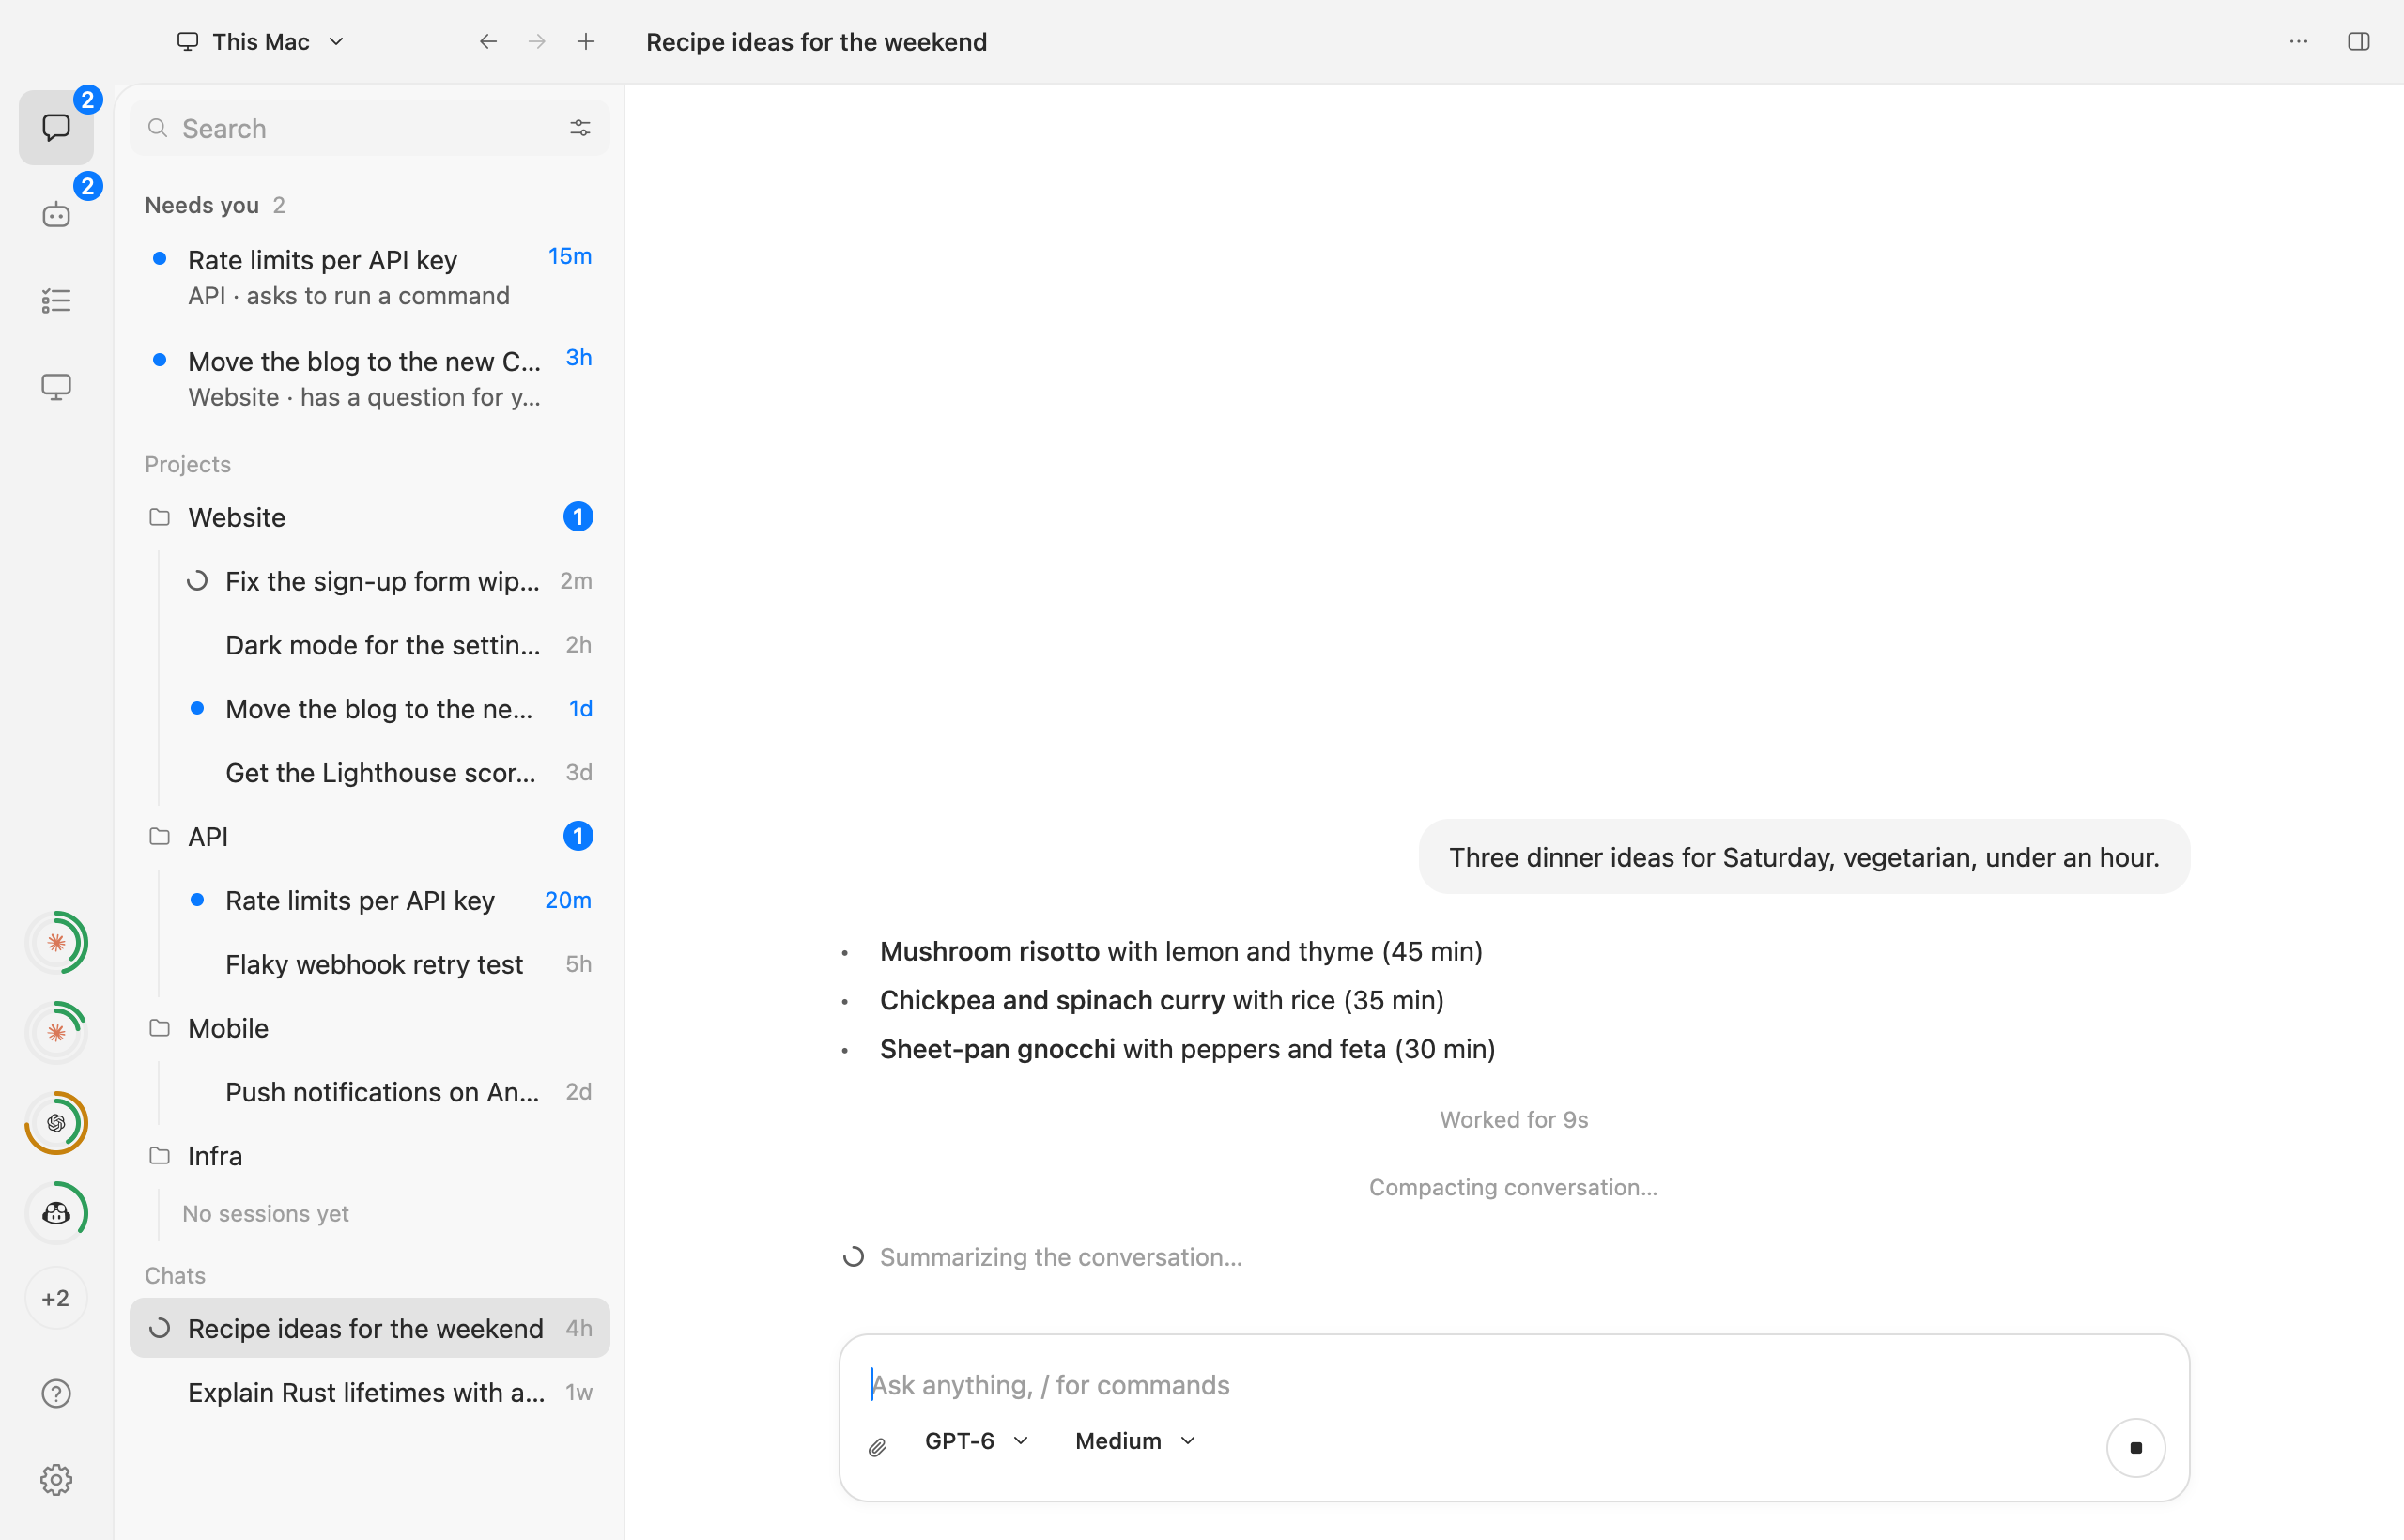 This Mac
Recipe ideas for the weekend
2
2
Search
Needs you 2
Rate limits per API key 15m
API · asks to run a command
Move the blog to the new C... 3h
Website · has a question for y...
Projects
Website 1
Fix the sign-up form wip... 2m
Dark mode for the settin... 2h
Move the blog to the ne... 1d
Get the Lighthouse scor... 3d
API 1
Rate limits per API key 20m
Flaky webhook retry test 5h
Mobile
Push notifications on An... 2d
Infra
No sessions yet
Chats
Recipe ideas for the weekend 4h
Explain Rust lifetimes with a... 1w
+2
Three dinner ideas for Saturday, vegetarian, under an hour.
• Mushroom risotto with lemon and thyme (45 min)
• Chickpea and spinach curry with rice (35 min)
• Sheet-pan gnocchi with peppers and feta (30 min)
Worked for 9s
Compacting conversation...
Summarizing the conversation...
Ask anything, / for commands
GPT-6 Medium